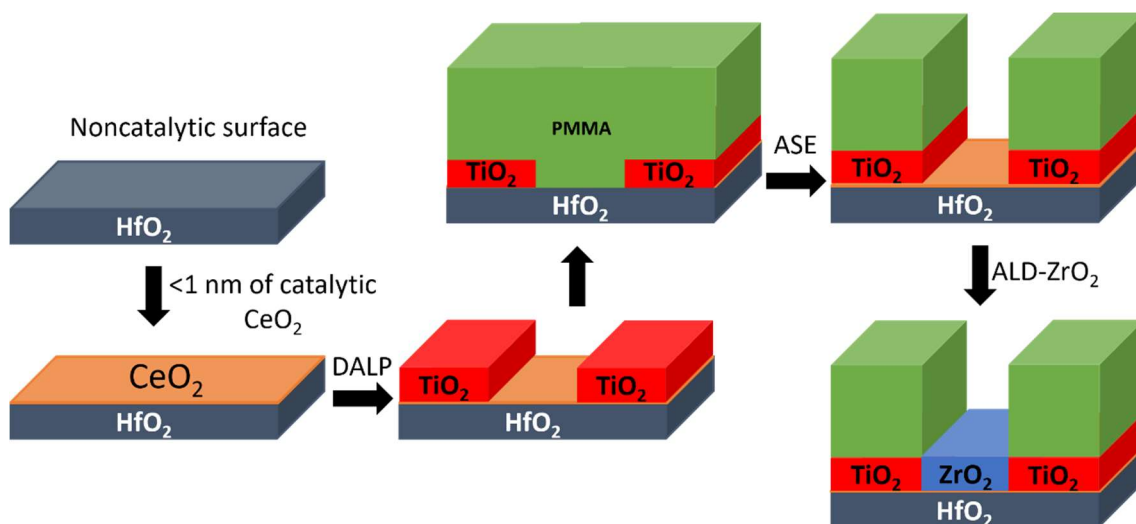 Noncatalytic surface
HfO₂
<1 nm of catalytic
CeO₂
CeO₂
HfO₂
DALP
TiO₂ TiO₂
HfO₂
PMMA
TiO₂ TiO₂
HfO₂
ASE
TiO₂ TiO₂
HfO₂
ALD-ZrO₂
TiO₂ ZrO₂ TiO₂
HfO₂